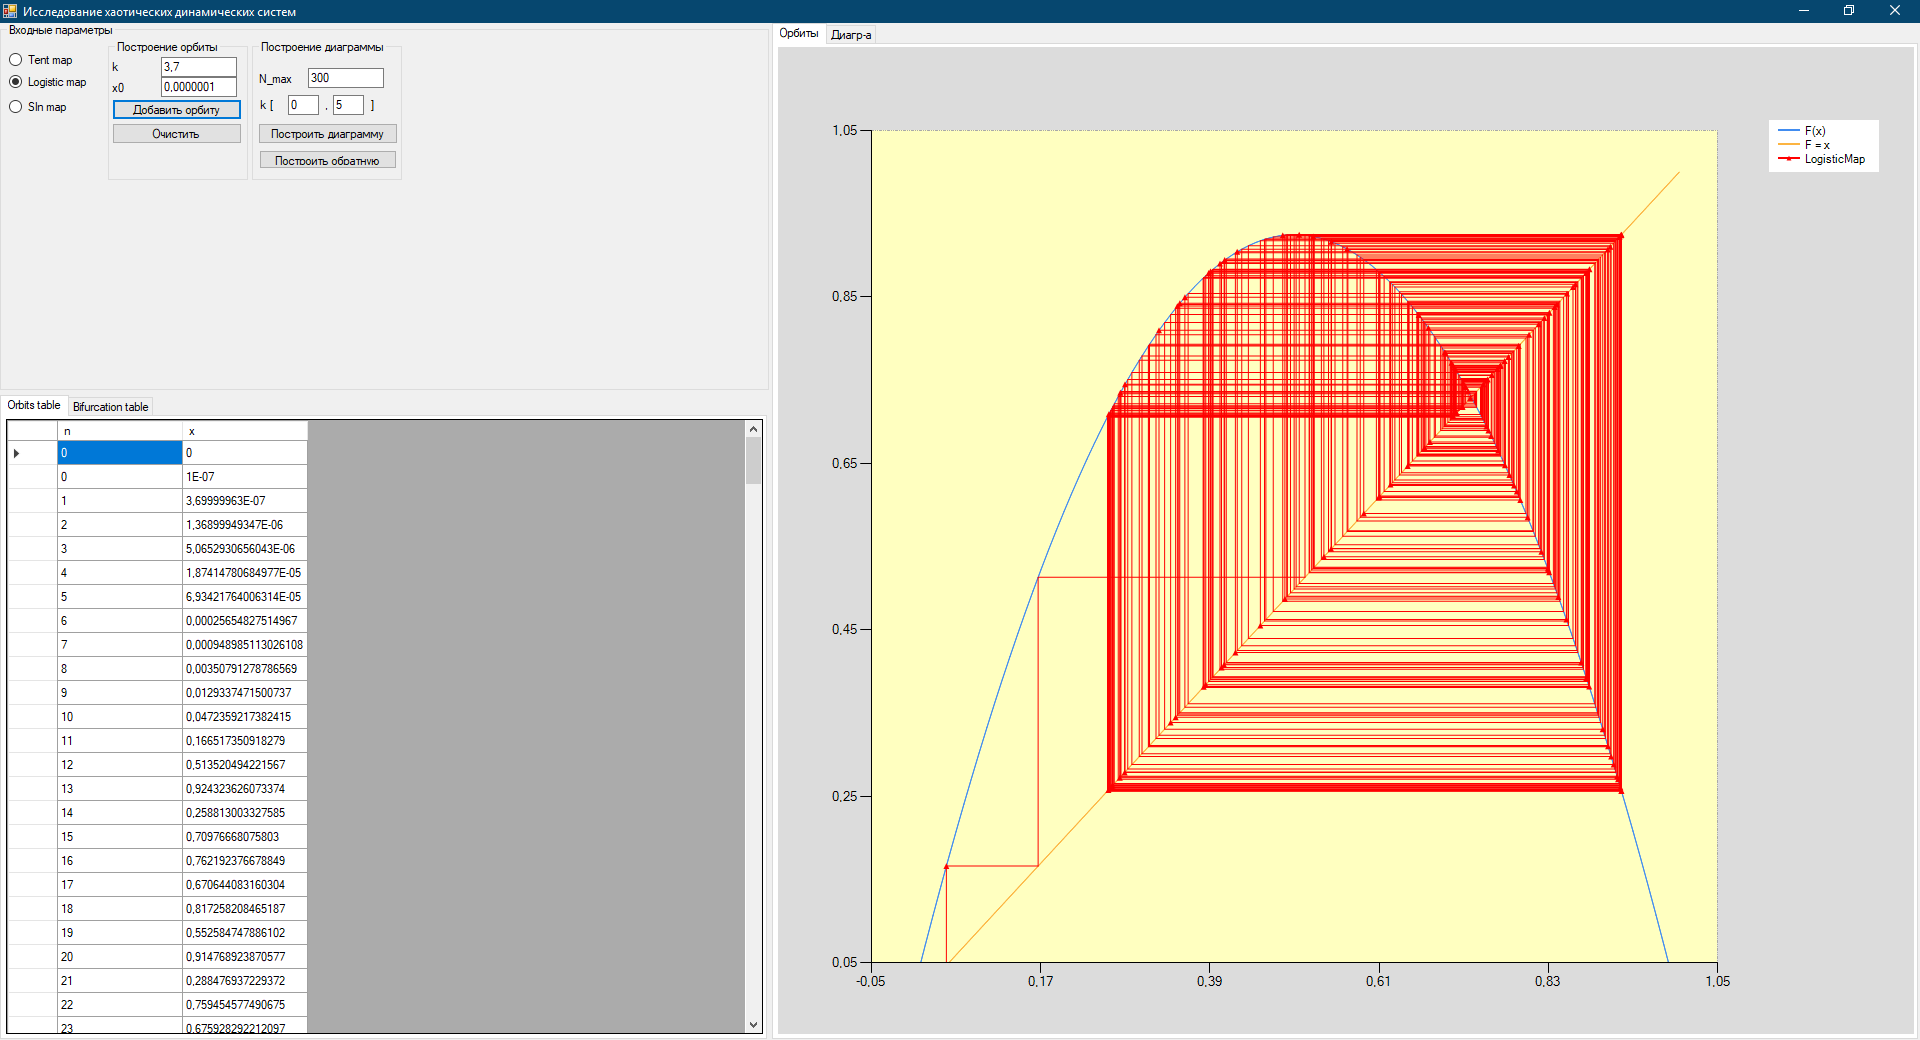 Исследование хаотических динамических систем
Входные параметры
Tent map
Logistic map
SIn map
Построение орбиты
k 3,7
x0 0,0000001
Добавить орбиту
Очистить
Построение диаграммы
N_max 300
k [ 0 , 5 ]
Построить диаграмму
Построить обратную
Orbits table Bifurcation table
n x
0 0
0 1E-07
1 3,69999963E-07
2 1,36899949347E-06
3 5,0652930656043E-06
4 1,87414780684977E-05
5 6,93421764006314E-05
6 0,00025654827514967
7 0,000948985113026108
8 0,00350791278786569
9 0,0129337471500737
10 0,0472359217382415
11 0,166517350918279
12 0,513520494221567
13 0,924323626073374
14 0,258813003327585
15 0,70976668075803
16 0,762192376678849
17 0,670644083160304
18 0,817258208465187
19 0,552584747886102
20 0,914768923870577
21 0,288476937229372
22 0,759454577490675
23 0,675928292212097
Орбиты Диагр-а
1,05
0,85
0,65
0,45
0,25
0,05
-0,05 0,17 0,39 0,61 0,83 1,05
F(x)
F = x
LogisticMap